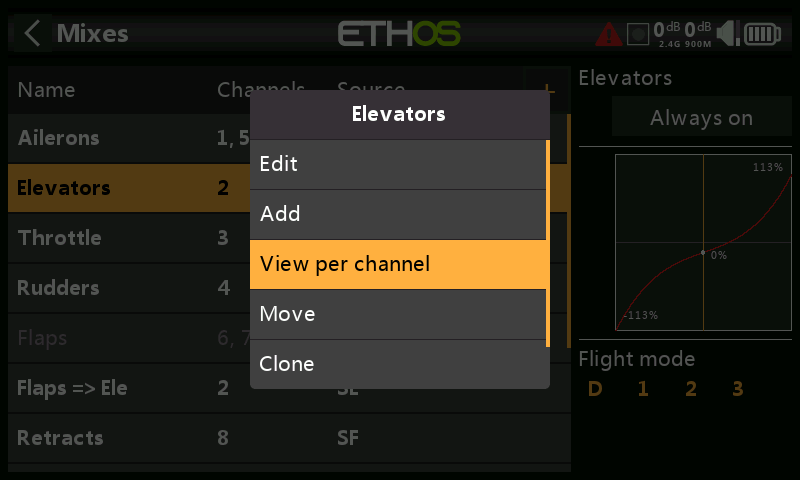 Mixes
ETHOS
0dB 0dB
2.4G 900M
Name Channels Source +
Ailerons 1, 5
Elevators 2
Throttle 3
Rudders 4
Flaps 6, 7
Flaps => Ele 2 SE
Retracts 8 SF
Elevators
Edit
Add
View per channel
Move
Clone
Elevators
Always on
113%
0%
-113%
Flight mode
D 1 2 3